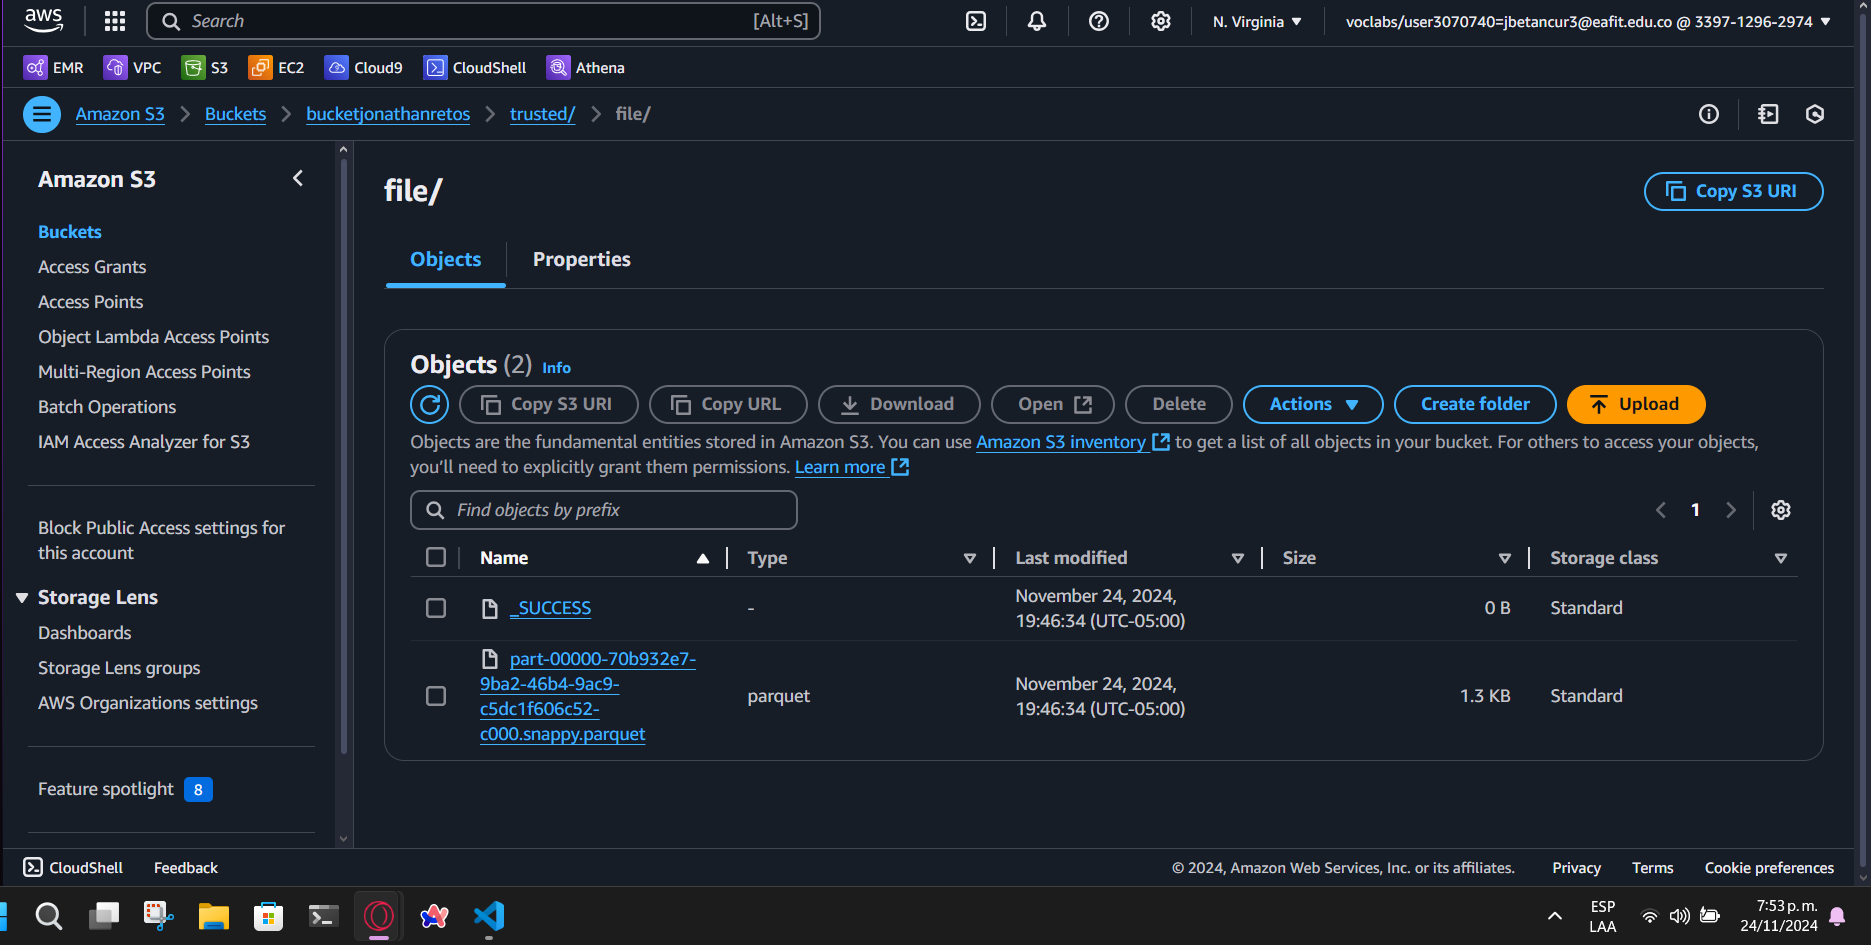 aws
Search [Alt+S]
N. Virginia
voclabs/user3070740=jbetancur3@eafit.edu.co @ 3397-1296-2974
EMR VPC S3 EC2 Cloud9 CloudShell Athena
Amazon S3 Buckets bucketjonathanretos trusted/ file/
Amazon S3
Buckets
Access Grants
Access Points
Object Lambda Access Points
Multi-Region Access Points
Batch Operations
IAM Access Analyzer for S3
Block Public Access settings for
this account
Storage Lens
Dashboards
Storage Lens groups
AWS Organizations settings
Feature spotlight 8
file/
Copy S3 URI
Objects Properties
Objects (2) Info
Copy S3 URI Copy URL Download Open Delete Actions Create folder Upload
Objects are the fundamental entities stored in Amazon S3. You can use Amazon S3 inventory to get a list of all objects in your bucket. For others to access your objects,
you'll need to explicitly grant them permissions. Learn more
Find objects by prefix
1
Name Type Last modified Size Storage class
_SUCCESS - November 24, 2024, 0 B Standard
19:46:34 (UTC-05:00)
part-00000-70b932e7-
9ba2-46b4-9ac9- November 24, 2024,
parquet 1.3 KB Standard
c5dc1f606c52- 19:46:34 (UTC-05:00)
c000.snappy.parquet
CloudShell Feedback © 2024, Amazon Web Services, Inc. or its affiliates. Privacy Terms Cookie preferences
ESP
LAA
7:53 p. m.
24/11/2024